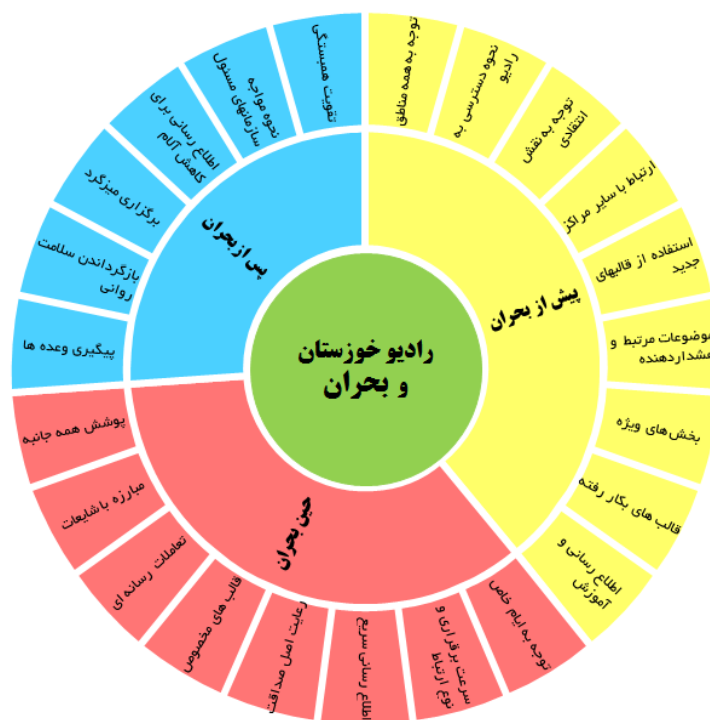 رادیو خوزستان
و بحران
پیش از بحران
توجه به همه مناطق
نحوه دسترسی به
رادیو
توجه به نقش
انتقادی
ارتباط با سایر مراکز
استفاده از قالبهای
جدید
موضوعات مرتبط و
هشداردهنده
بخش های ویژه
قالب های بکار رفته
اطلاع رسانی و
آموزش
حین بحران
توجه به ایام خاص
سرعت برقراری و
نوع ارتباط
اطلاع رسانی سریع
رعایت اصل صداقت
قالب های مخصوص
تعاملات رسانه ای
مبارزه با شایعات
پوشش همه جانبه
پس از بحران
پیگیری وعده ها
بازگرداندن سلامت
روانی
برگزاری میزگرد
اطلاع رسانی برای
کاهش آلام
نحوه مواجه
سازمانهای مسئول
تقویت همبستگی